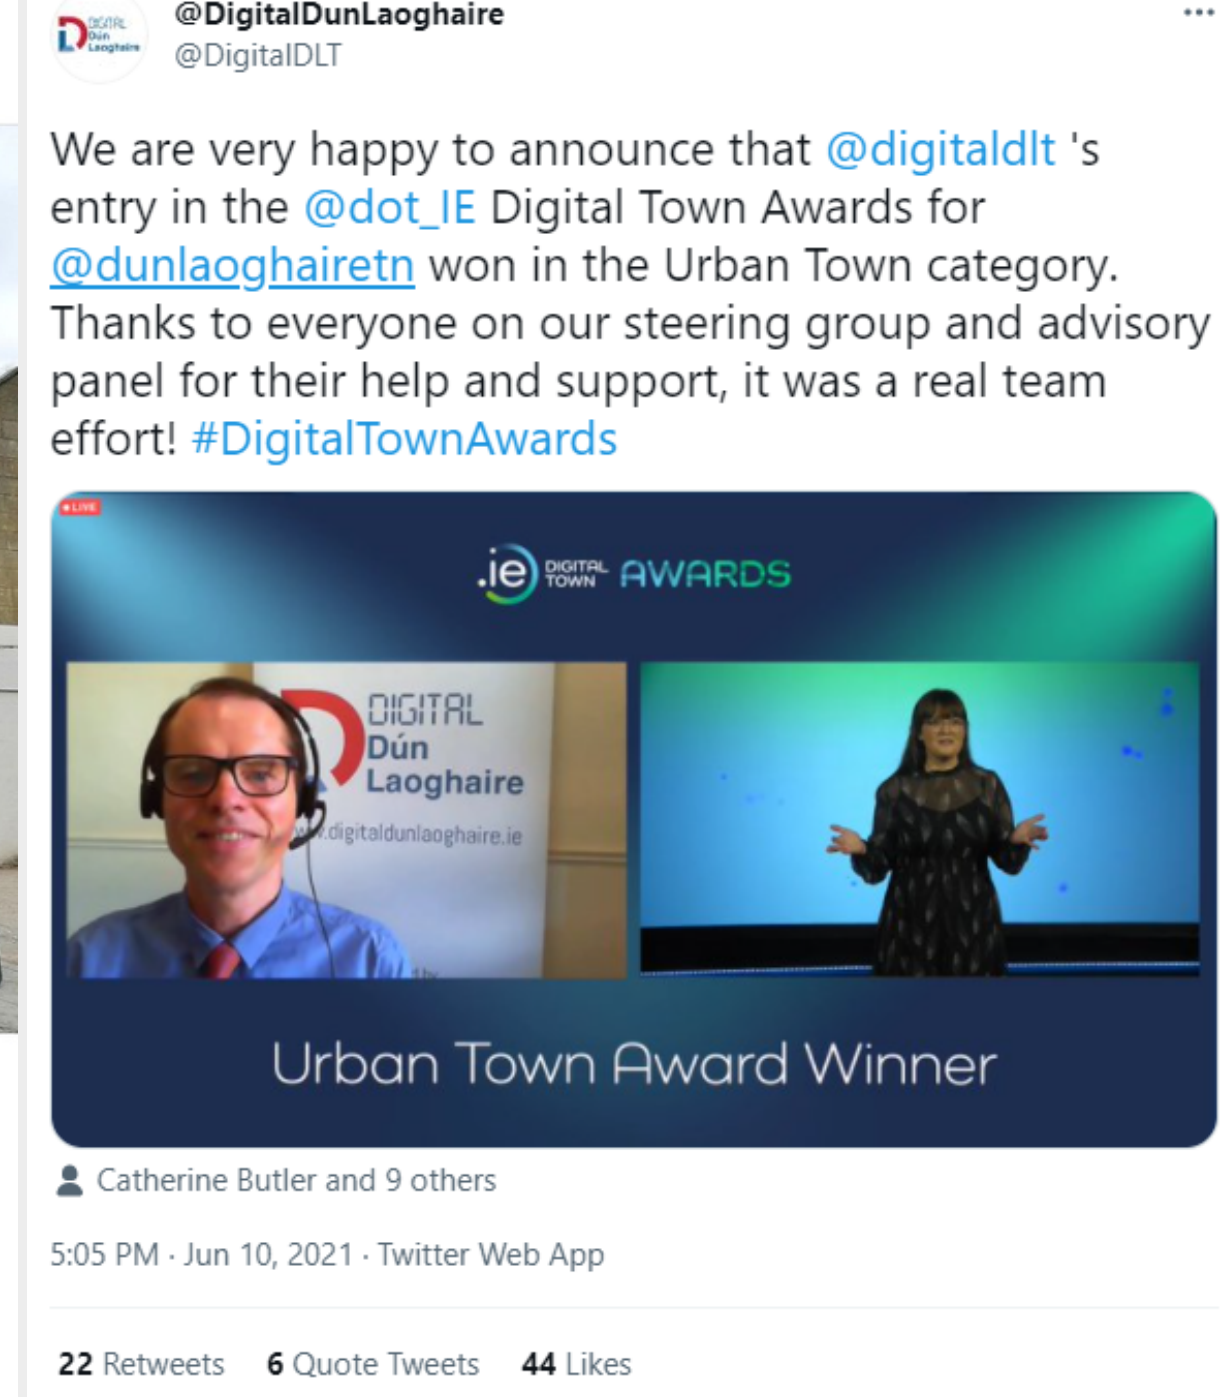 DIGITAL
Dún
Laoghaire
@DigitalDunLaoghaire
@DigitalDLT
We are very happy to announce that @digitaldlt 's
entry in the @dot_IE Digital Town Awards for
@dunlaoghairetn won in the Urban Town category.
Thanks to everyone on our steering group and advisory
panel for their help and support, it was a real team
effort! #DigitalTownAwards
LIVE
.ie DIGITAL TOWN AWARDS
DIGITAL
Dún
Laoghaire
www.digitaldunlaoghaire.ie
Urban Town Award Winner
Catherine Butler and 9 others
5:05 PM · Jun 10, 2021 · Twitter Web App
22 Retweets 6 Quote Tweets 44 Likes